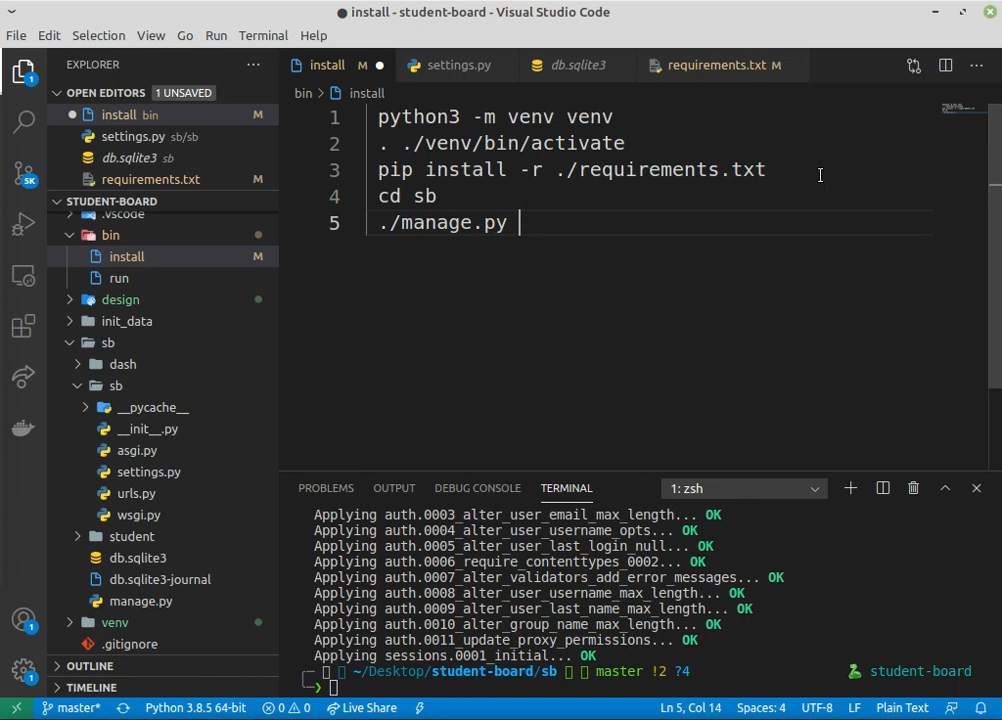 install - student-board - Visual Studio Code
File Edit Selection View Go Run Terminal Help
EXPLORER
install M
settings.py
db.sqlite3
requirements.txt M
OPEN EDITORS 1 UNSAVED
bin > install
install bin M
settings.py sb/sb
db.sqlite3 sb
requirements.txt M
STUDENT-BOARD
.vscode
bin
install M
run
design
init_data
sb
dash
sb
__pycache__
__init__.py
asgi.py
settings.py
urls.py
wsgi.py
student
db.sqlite3
db.sqlite3-journal
manage.py
venv
.gitignore
OUTLINE
TIMELINE
1
5K
1
1
1 python3 -m venv venv
2 . ./venv/bin/activate
3 pip install -r ./requirements.txt
4 cd sb
5 ./manage.py
PROBLEMS OUTPUT DEBUG CONSOLE TERMINAL 1: zsh
Applying auth.0003_alter_user_email_max_length... OK
Applying auth.0004_alter_user_username_opts... OK
Applying auth.0005_alter_user_last_login_null... OK
Applying auth.0006_require_contenttypes_0002... OK
Applying auth.0007_alter_validators_add_error_messages... OK
Applying auth.0008_alter_user_username_max_length... OK
Applying auth.0009_alter_user_last_name_max_length... OK
Applying auth.0010_alter_group_name_max_length... OK
Applying auth.0011_update_proxy_permissions... OK
Applying sessions.0001_initial... OK
~/Desktop/student-board/sb master !2 ?4 student-board
master* Python 3.8.5 64-bit 0 0 Live Share Ln 5, Col 14 Spaces: 4 UTF-8 LF Plain Text